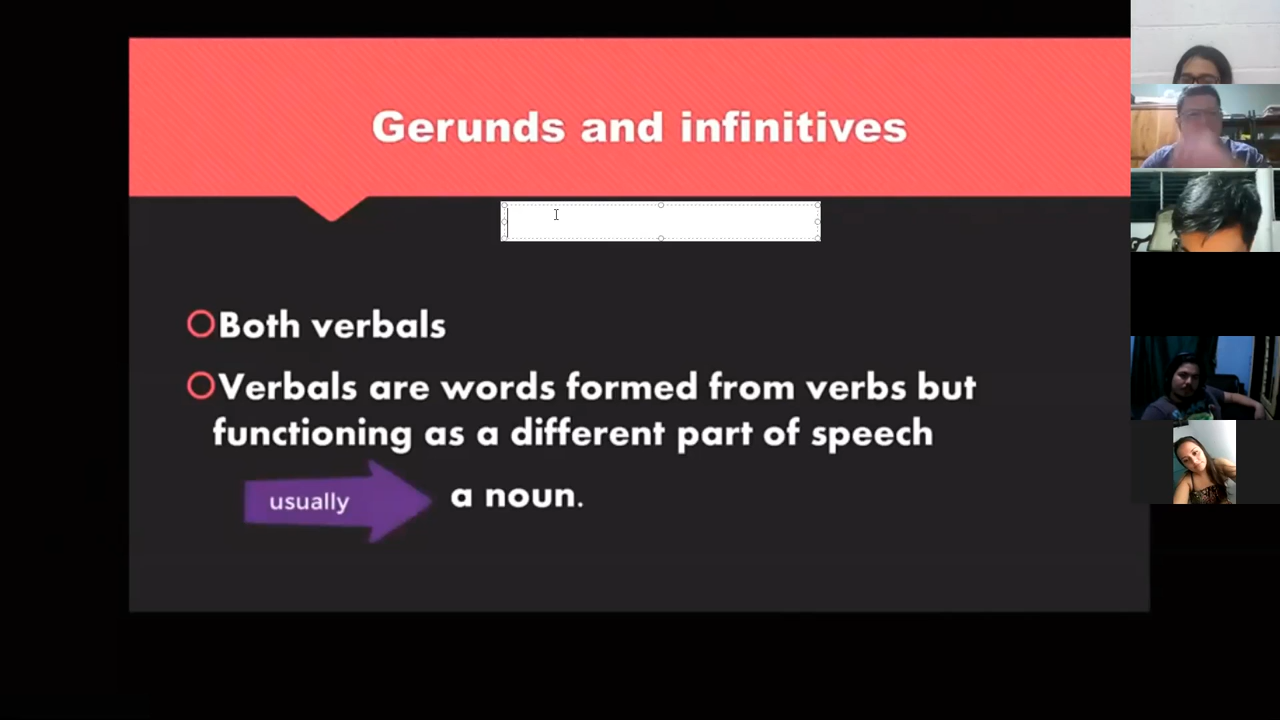 Gerunds and infinitives
Both verbals
Verbals are words formed from verbs but
functioning as a different part of speech
usually a noun.